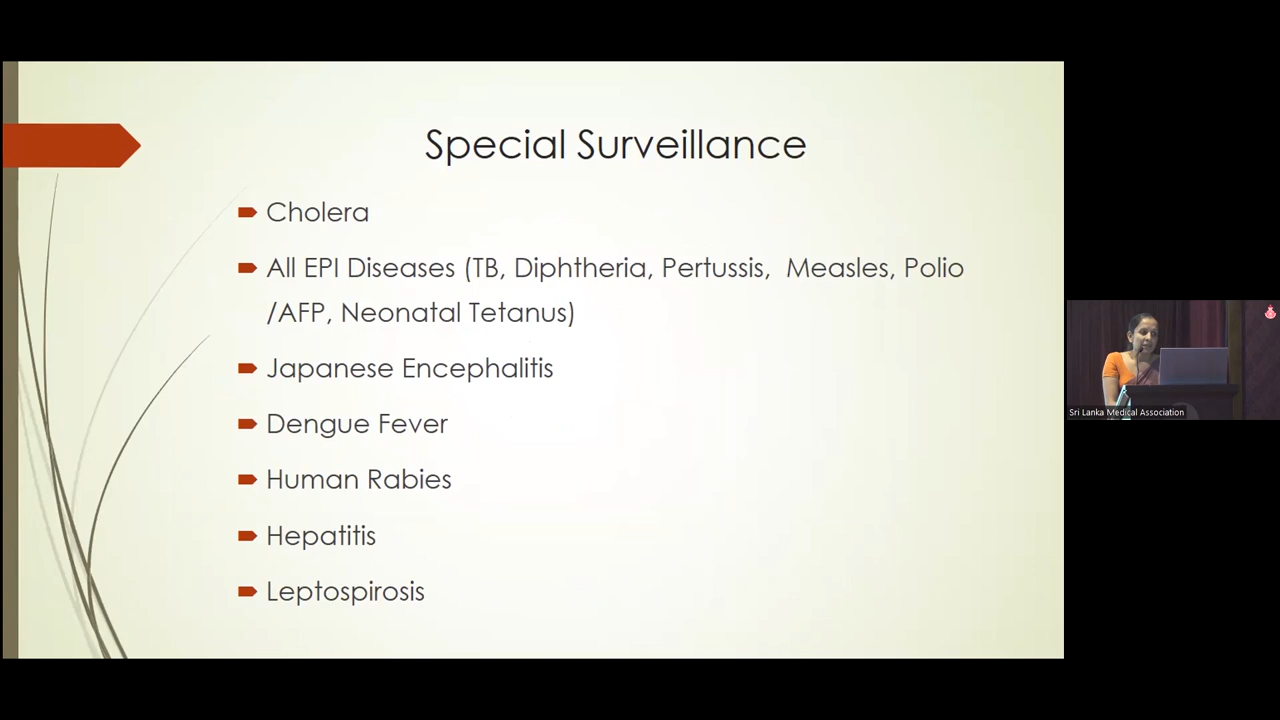 Special Surveillance
Cholera
All EPI Diseases (TB, Diphtheria, Pertussis,  Measles, Polio
/AFP, Neonatal Tetanus)
Japanese Encephalitis
Dengue Fever
Human Rabies
Hepatitis
Leptospirosis
Sri Lanka Medical Association